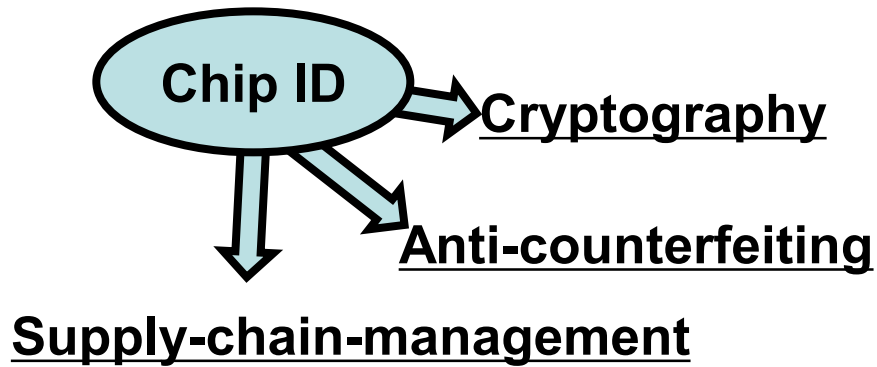 Chip ID
Cryptography
Anti-counterfeiting
Supply-chain-management